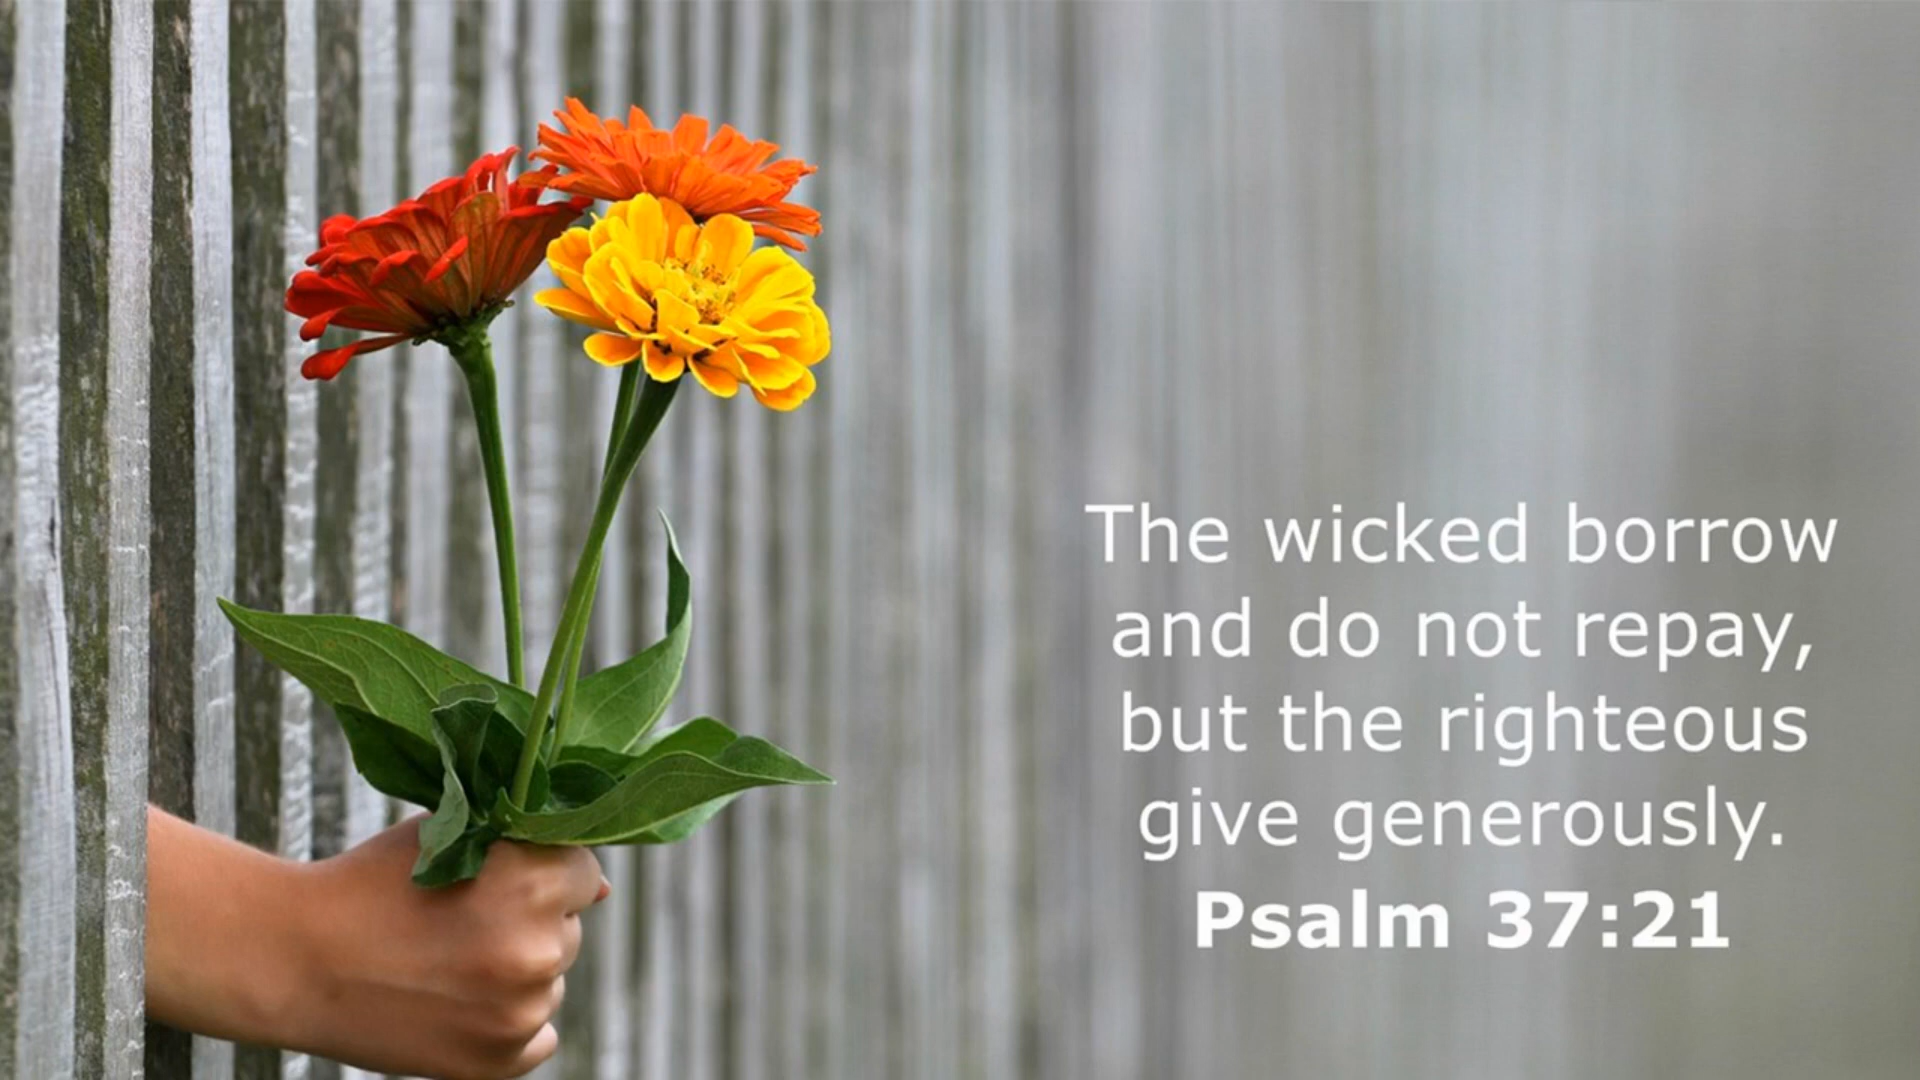 The wicked borrow
and do not repay,
but the righteous
give generously.
Psalm 37:21